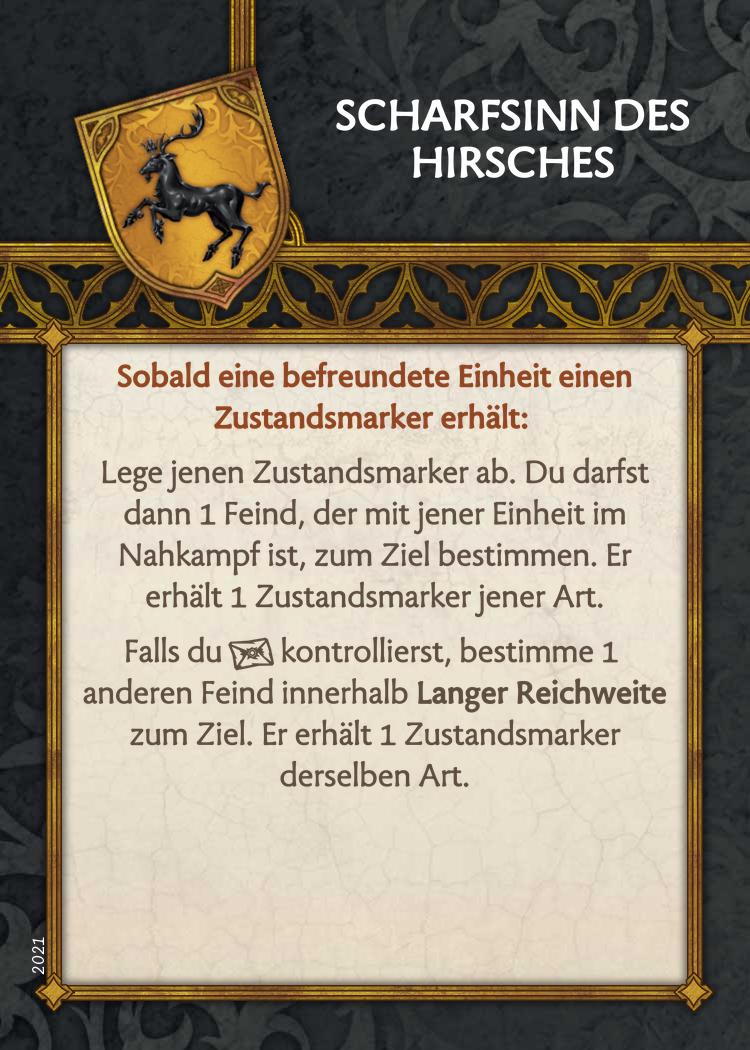 SCHARFSINN DES
HIRSCHES
Sobald eine befreundete Einheit einen
Zustandsmarker erhält:
Lege jenen Zustandsmarker ab. Du darfst
dann 1 Feind, der mit jener Einheit im
Nahkampf ist, zum Ziel bestimmen. Er
erhält 1 Zustandsmarker jener Art.
Falls du kontrollierst, bestimme 1
anderen Feind innerhalb Langer Reichweite
zum Ziel. Er erhält 1 Zustandsmarker
derselben Art.
2021